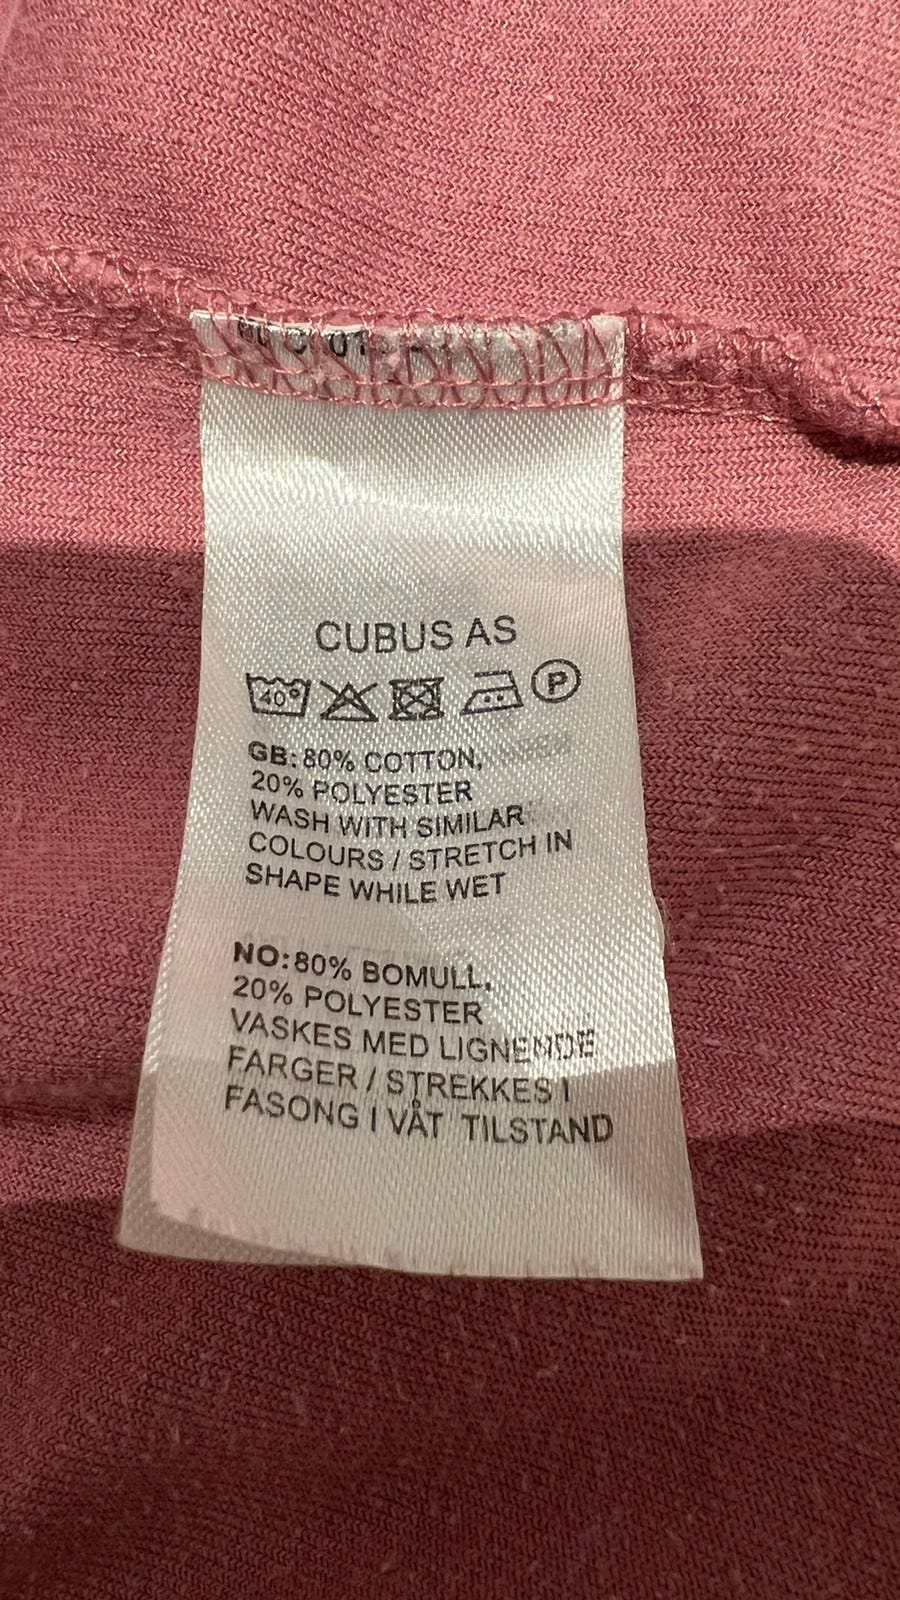 CUBUS AS
40° P
GB: 80% COTTON,
20% POLYESTER
WASH WITH SIMILAR
COLOURS / STRETCH IN
SHAPE WHILE WET
NO: 80% BOMULL,
20% POLYESTER
VASKES MED LIGNENDE
FARGER / STREKKES I
FASONG I VÅT TILSTAND